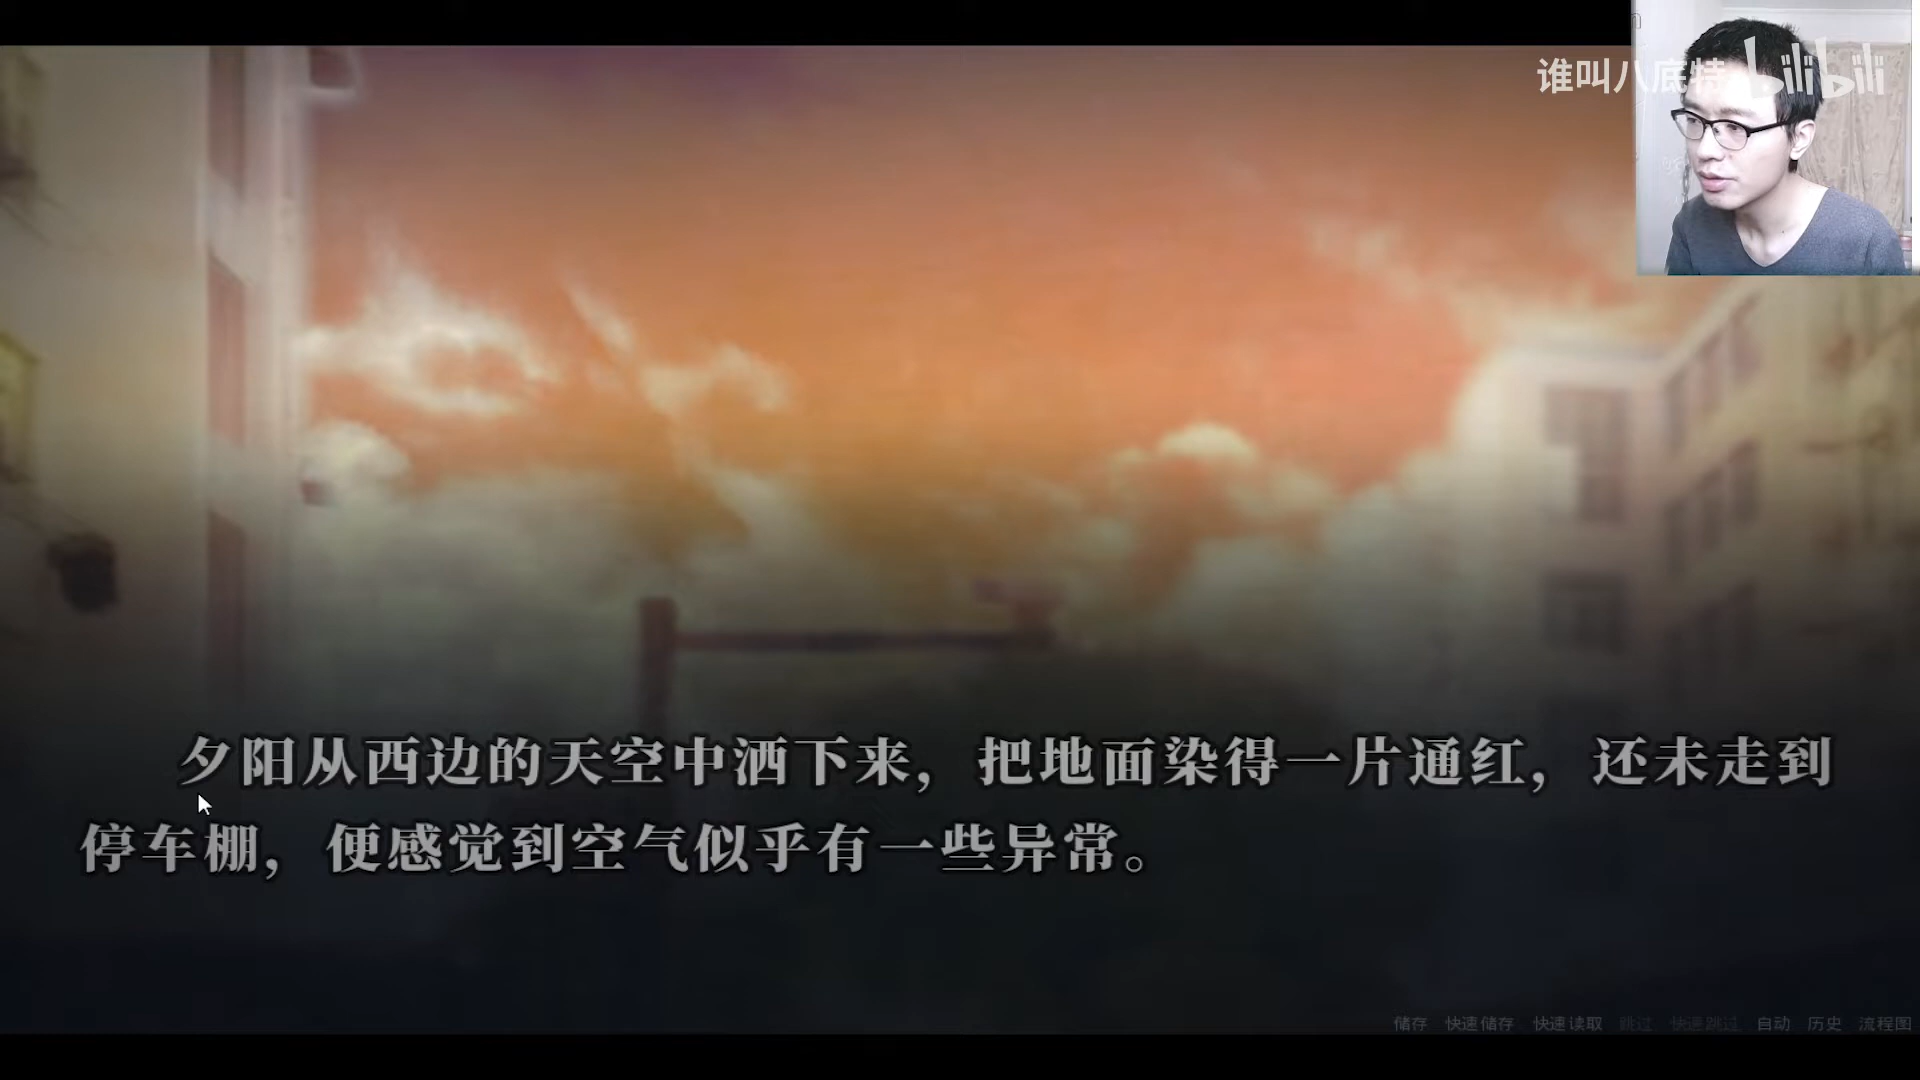 谁叫八底特 bilibili
夕阳从西边的天空中洒下来，把地面染得一片通红，还未走到
停车棚，便感觉到空气似乎有一些异常。
储存 快速储存 快速读取 跳过 快速跳过 自动 历史 流程图